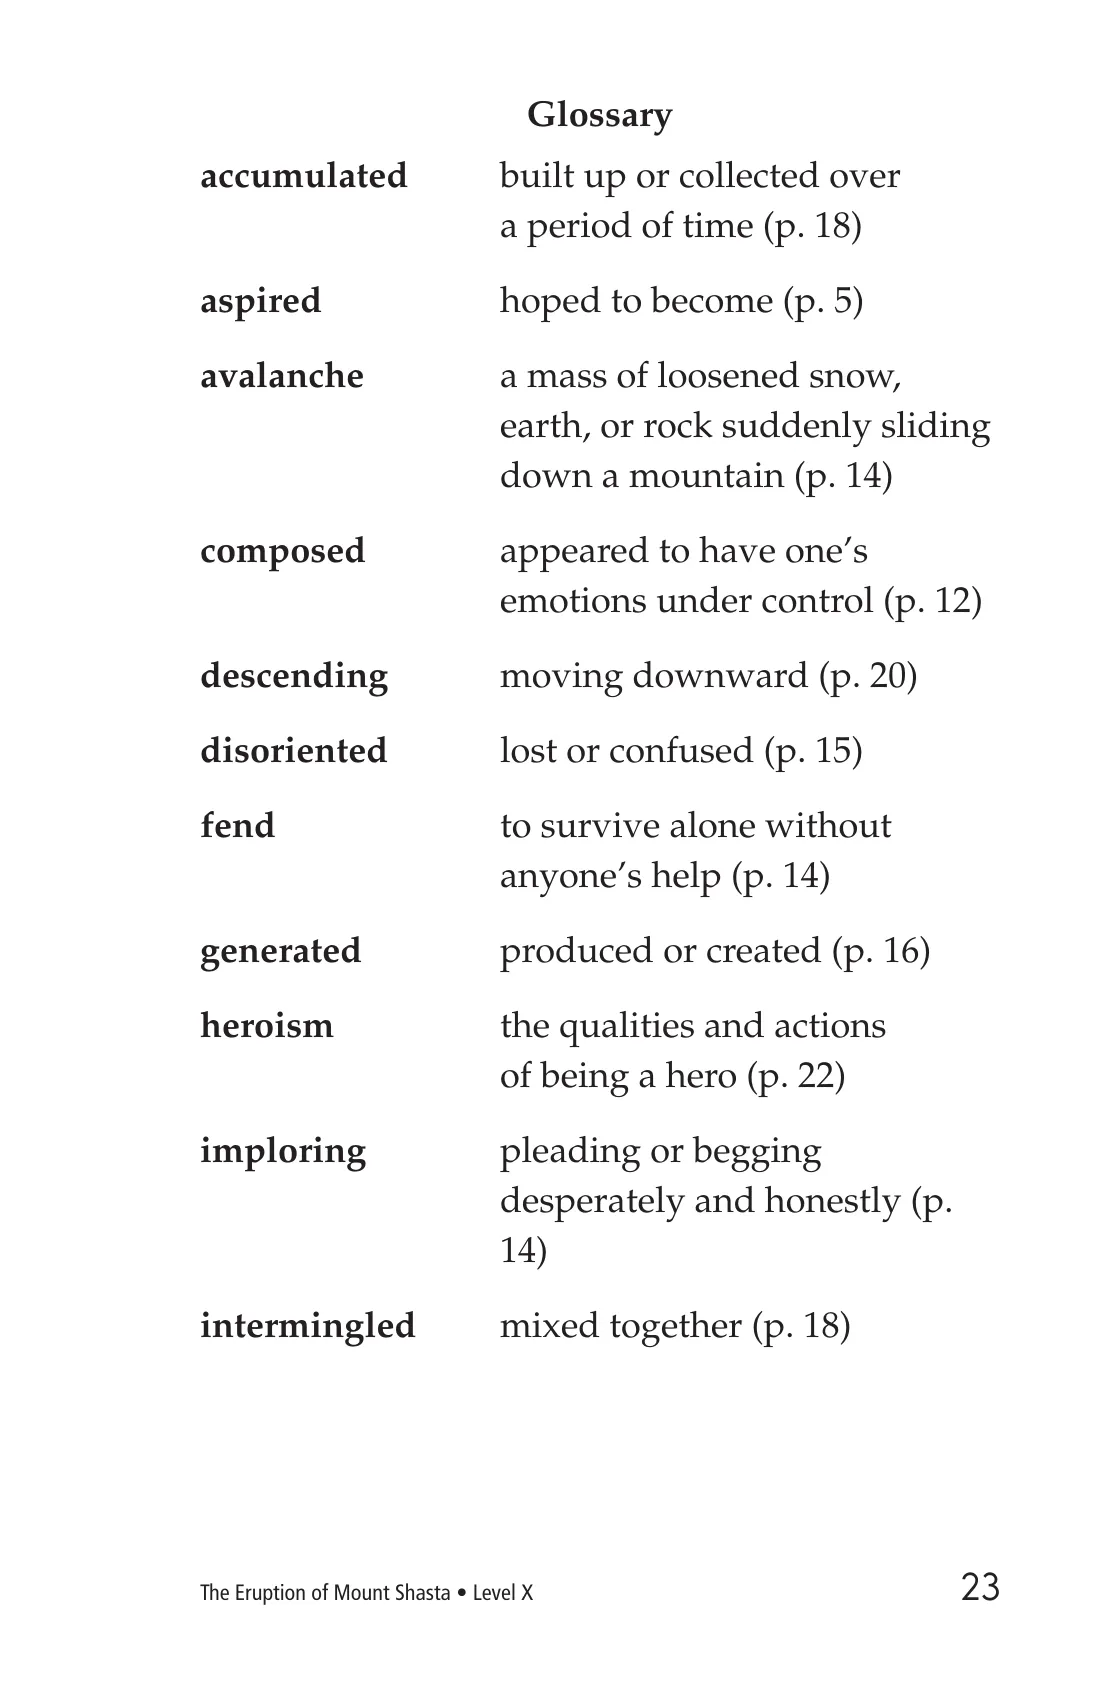 Glossary
accumulated built up or collected over
a period of time (p. 18)
aspired hoped to become (p. 5)
avalanche a mass of loosened snow,
earth, or rock suddenly sliding
down a mountain (p. 14)
composed appeared to have one’s
emotions under control (p. 12)
descending moving downward (p. 20)
disoriented lost or confused (p. 15)
fend to survive alone without
anyone’s help (p. 14)
generated produced or created (p. 16)
heroism the qualities and actions
of being a hero (p. 22)
imploring pleading or begging
desperately and honestly (p.
14)
intermingled mixed together (p. 18)
The Eruption of Mount Shasta • Level X 23